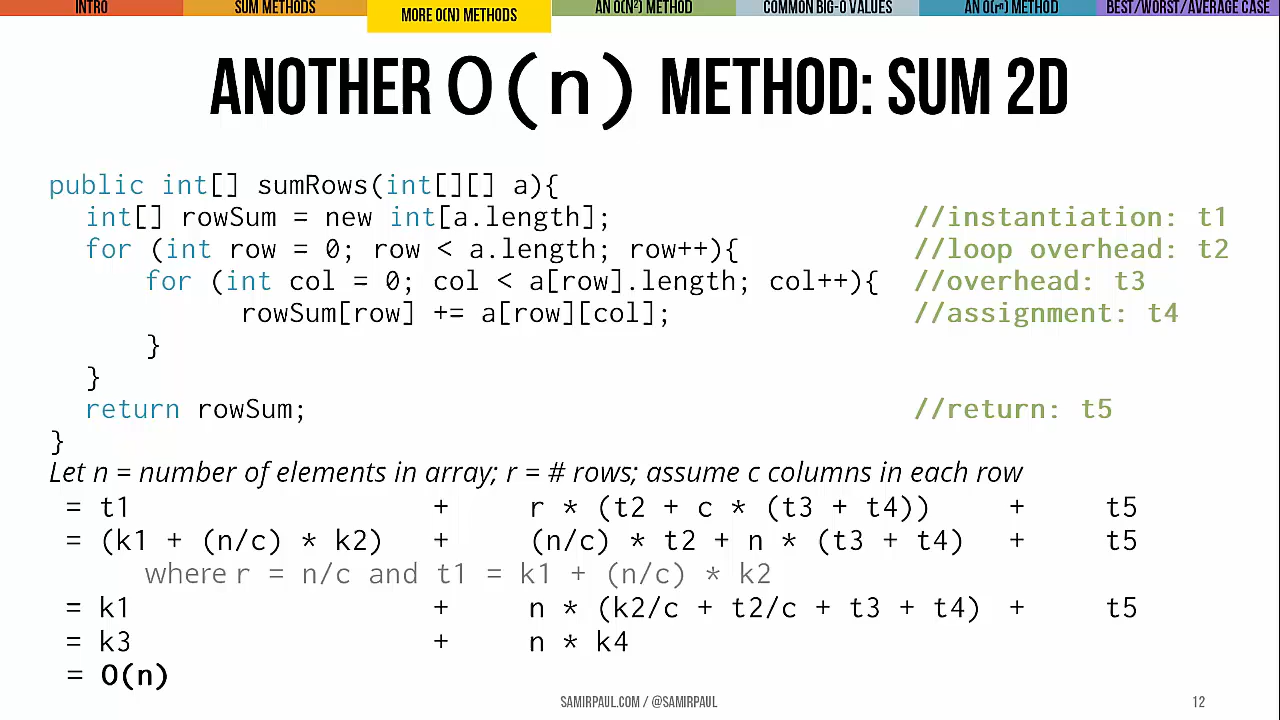 INTRO SUM METHODS MORE O(N) METHODS AN O(N²) METHOD COMMON BIG-O VALUES AN O(rⁿ) METHOD BEST/WORST/AVERAGE CASE
ANOTHER O(n) METHOD: SUM 2D
public int[] sumRows(int[][] a){
int[] rowSum = new int[a.length]; //instantiation: t1
for (int row = 0; row < a.length; row++){ //loop overhead: t2
for (int col = 0; col < a[row].length; col++){ //overhead: t3
rowSum[row] += a[row][col]; //assignment: t4
}
}
return rowSum; //return: t5
}
Let n = number of elements in array; r = # rows; assume c columns in each row
= t1 + r * (t2 + c * (t3 + t4)) + t5
= (k1 + (n/c) * k2) + (n/c) * t2 + n * (t3 + t4) + t5
where r = n/c and t1 = k1 + (n/c) * k2
= k1 + n * (k2/c + t2/c + t3 + t4) + t5
= k3 + n * k4
= O(n)
SAMIRPAUL.COM / @SAMIRPAUL 12